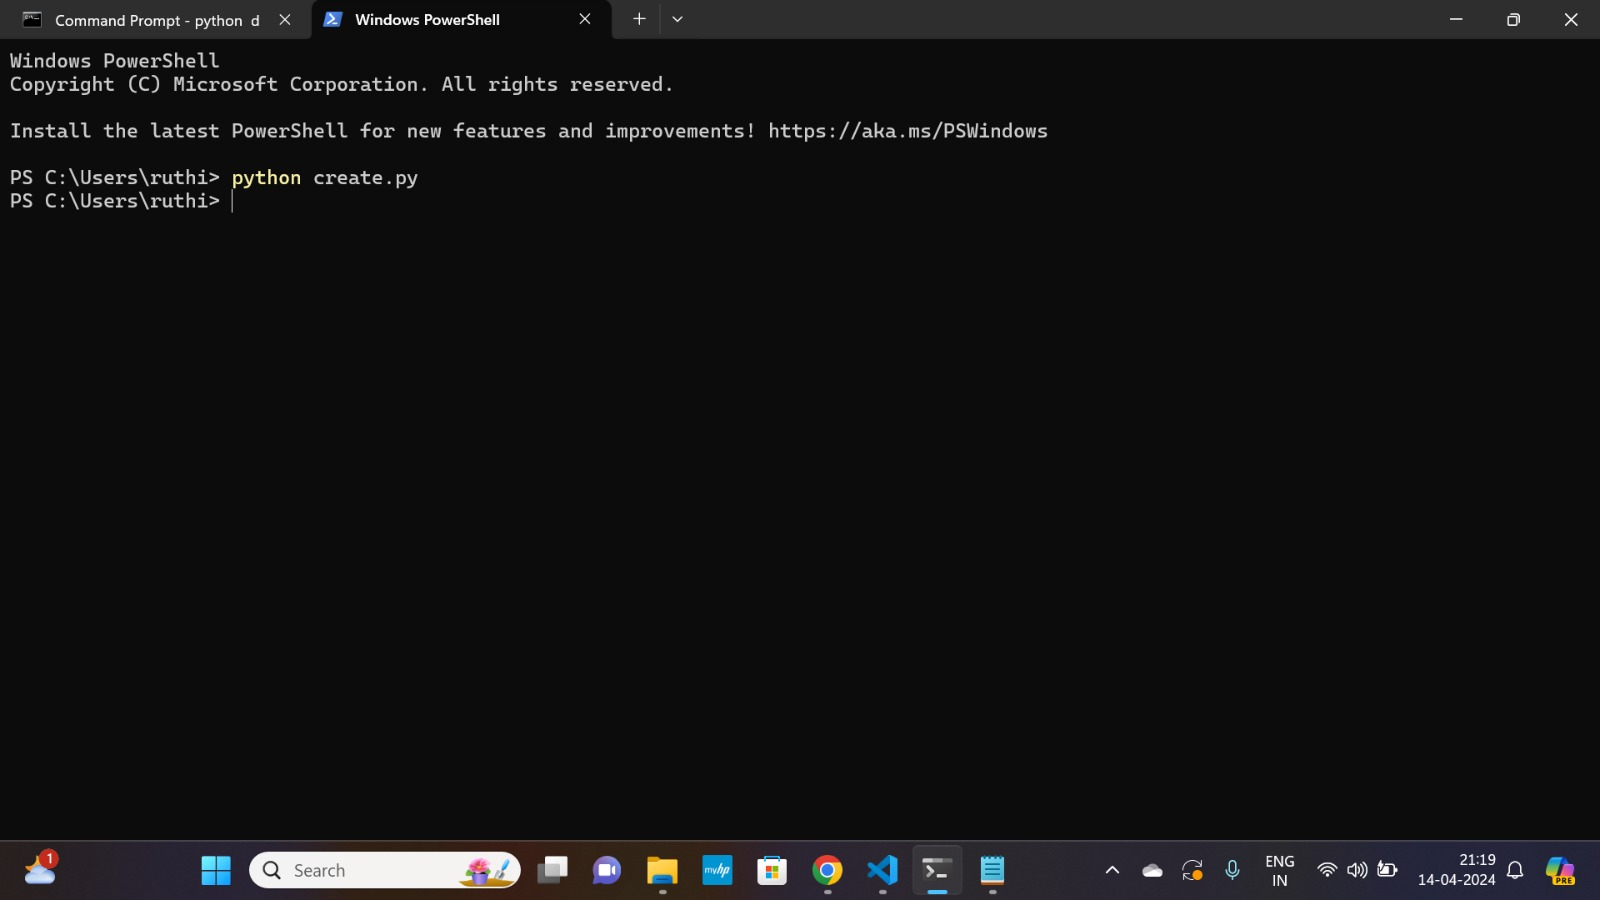 Command Prompt - python d
Windows PowerShell
Windows PowerShell
Copyright (C) Microsoft Corporation. All rights reserved.
Install the latest PowerShell for new features and improvements! https://aka.ms/PSWindows
PS C:\Users\ruthi> python create.py
PS C:\Users\ruthi>
1
Search
myhp
ENG
IN
21:19
14-04-2024
PRE